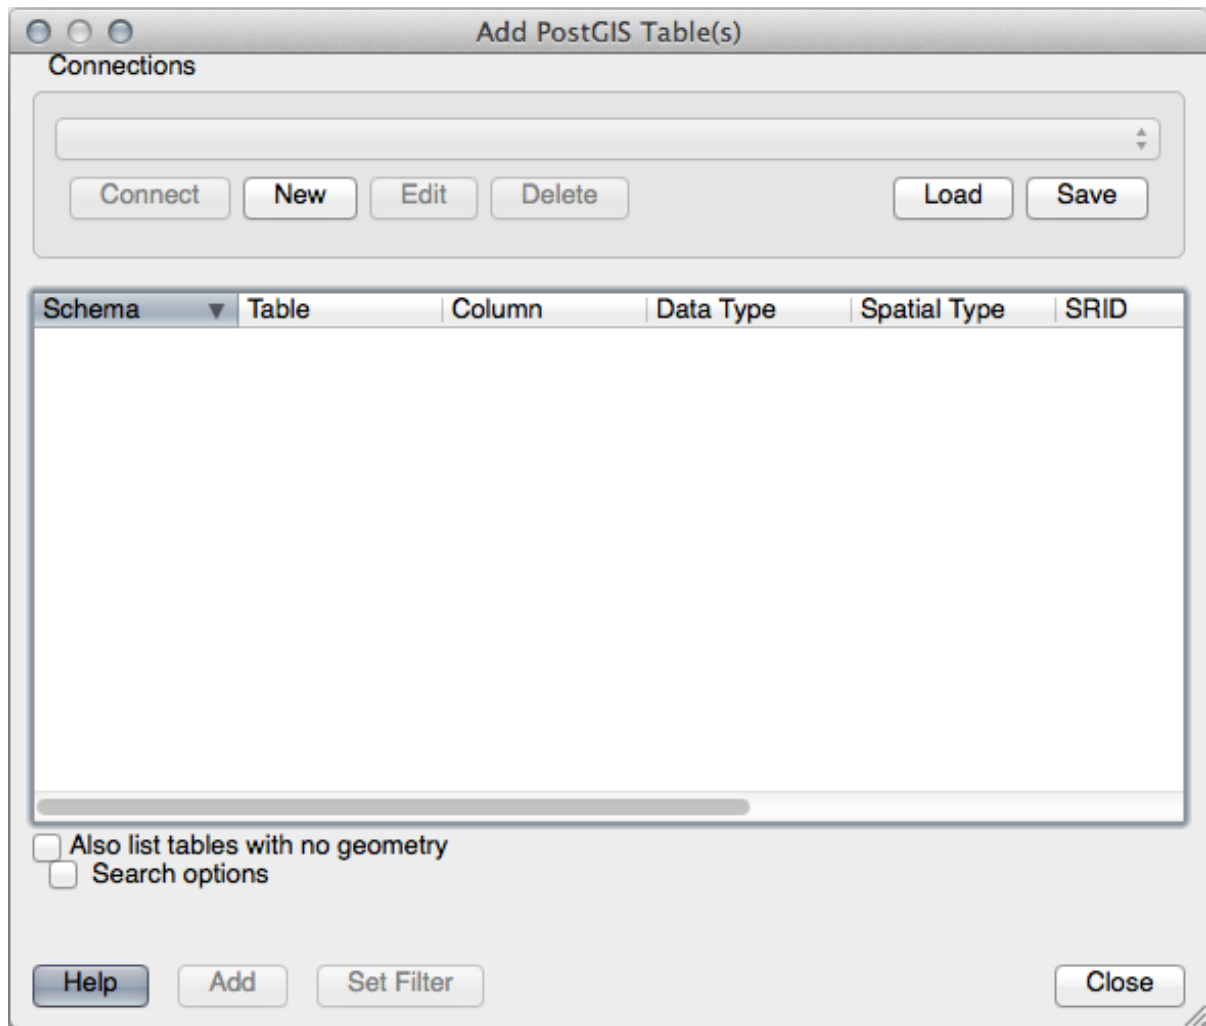 Add PostGIS Table(s)
Connections
Connect New Edit Delete Load Save
Schema Table Column Data Type Spatial Type SRID
Also list tables with no geometry
Search options
Help Add Set Filter Close